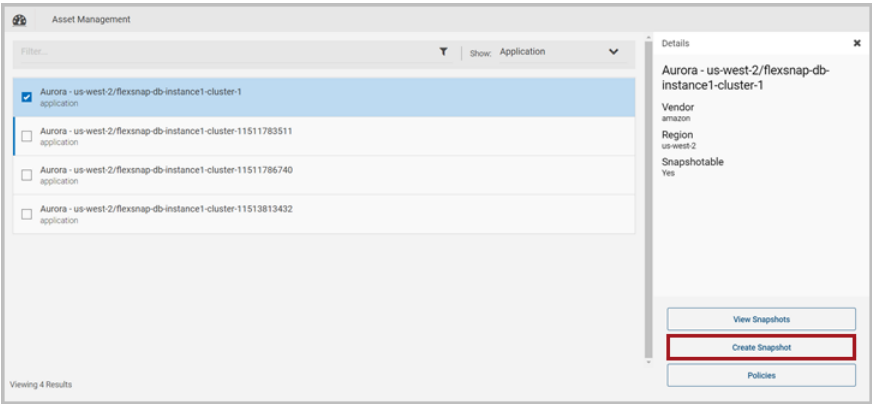 Asset Management
Filter...
Show: Application
Aurora - us-west-2/flexsnap-db-instance1-cluster-1
application
Aurora - us-west-2/flexsnap-db-instance1-cluster-11511783511
application
Aurora - us-west-2/flexsnap-db-instance1-cluster-11511786740
application
Aurora - us-west-2/flexsnap-db-instance1-cluster-11513813432
application
Viewing 4 Results
Details
Aurora - us-west-2/flexsnap-db-
instance1-cluster-1
Vendor
amazon
Region
us-west-2
Snapshotable
Yes
View Snapshots
Create Snapshot
Policies